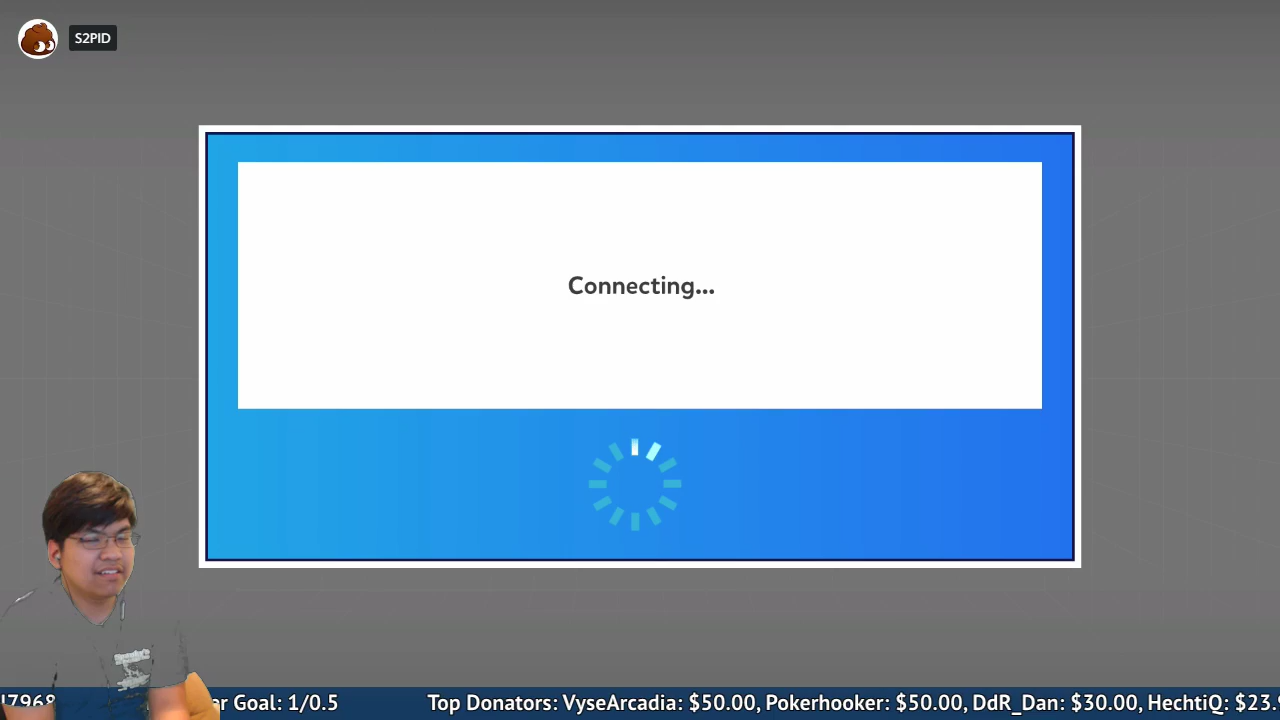 S2PID
Connecting...
r Goal: 1/0.5 Top Donators: VyseArcadia: $50.00, Pokerhooker: $50.00, DdR_Dan: $30.00, HechtiQ: $23.